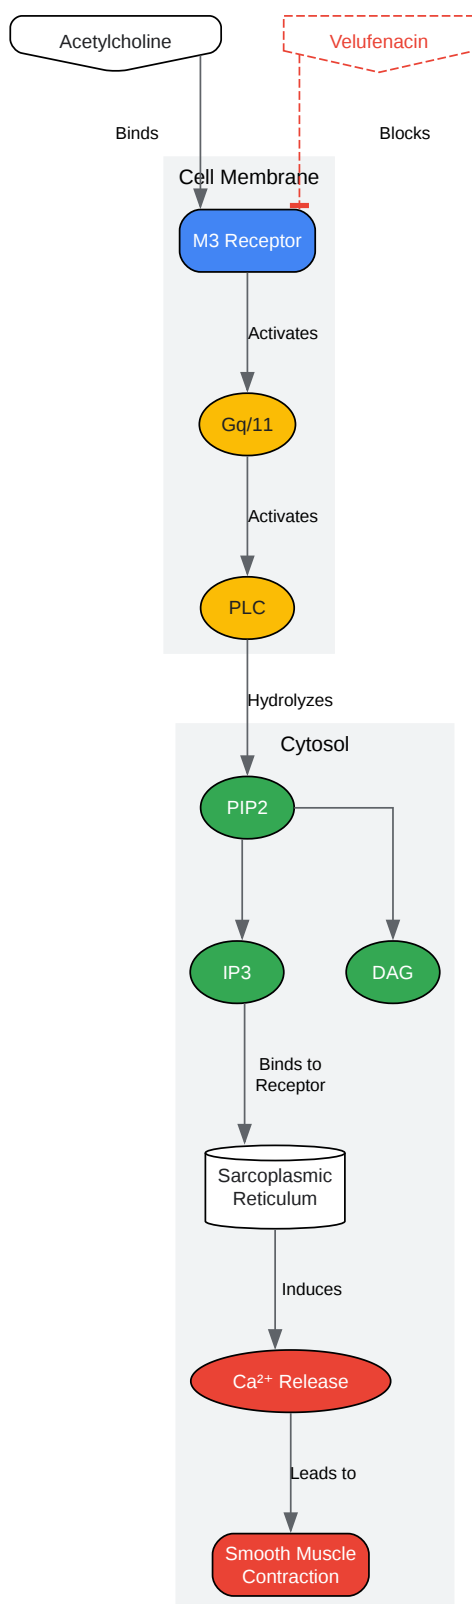 Acetylcholine
Velufenacin
Binds
Blocks
Cell Membrane
M3 Receptor
Activates
Gq/11
Activates
PLC
Hydrolyzes
Cytosol
PIP2
IP3
DAG
Binds to
Receptor
Sarcoplasmic
Reticulum
Induces
Ca²⁺ Release
Leads to
Smooth Muscle
Contraction